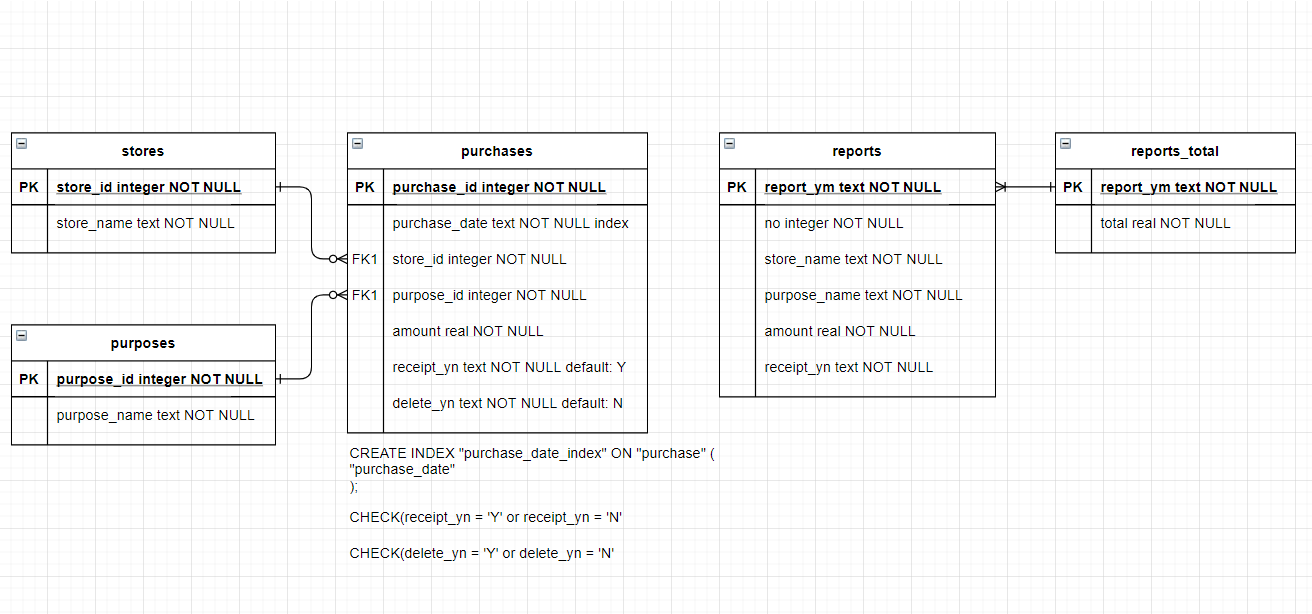 stores
PK store_id integer NOT NULL
store_name text NOT NULL
purposes
PK purpose_id integer NOT NULL
purpose_name text NOT NULL
purchases
PK purchase_id integer NOT NULL
purchase_date text NOT NULL index
FK1 store_id integer NOT NULL
FK1 purpose_id integer NOT NULL
amount real NOT NULL
receipt_yn text NOT NULL default: Y
delete_yn text NOT NULL default: N
CREATE INDEX "purchase_date_index" ON "purchase" (
"purchase_date"
);
CHECK(receipt_yn = 'Y' or receipt_yn = 'N'
CHECK(delete_yn = 'Y' or delete_yn = 'N'
reports
PK report_ym text NOT NULL
no integer NOT NULL
store_name text NOT NULL
purpose_name text NOT NULL
amount real NOT NULL
receipt_yn text NOT NULL
reports_total
PK report_ym text NOT NULL
total real NOT NULL